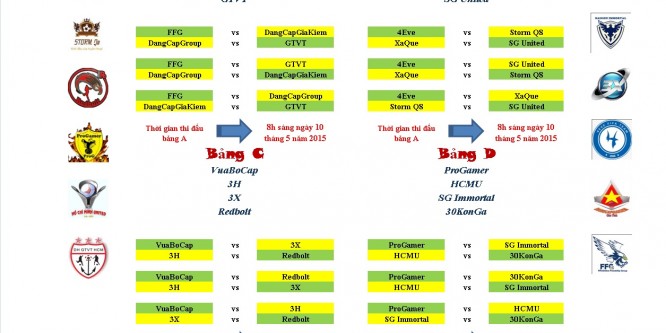 GTVT
SG United
FFG vs DangCapGiaKiem
DangCapGroup vs GTVT
4Eve vs Storm Q8
XaQue vs SG United
FFG vs GTVT
DangCapGroup vs DangCapGiaKiem
4Eve vs SG United
XaQue vs Storm Q8
FFG vs DangCapGroup
DangCapGiaKiem vs GTVT
4Eve vs XaQue
Storm Q8 vs SG United
Thời gian thi đấu bảng A
8h sáng ngày 10
tháng 5 năm 2015
Thời gian thi đấu
bảng A
8h sáng ngày 10
tháng 5 năm 2015
Bảng C
VuaBoCap
3H
3X
Redbolt
Bảng D
ProGamer
HCMU
SG Immortal
30KonGa
VuaBoCap vs 3X
3H vs Redbolt
ProGamer vs SG Immortal
HCMU vs 30KonGa
VuaBoCap vs Redbolt
3H vs 3X
ProGamer vs 30KonGa
HCMU vs SG Immortal
VuaBoCap vs 3H
3X vs Redbolt
ProGamer vs HCMU
SG Immortal vs 30KonGa
STORM Q8
ProGamer
HO CHI MINH UNITED
DH GTVT HCM
FFG